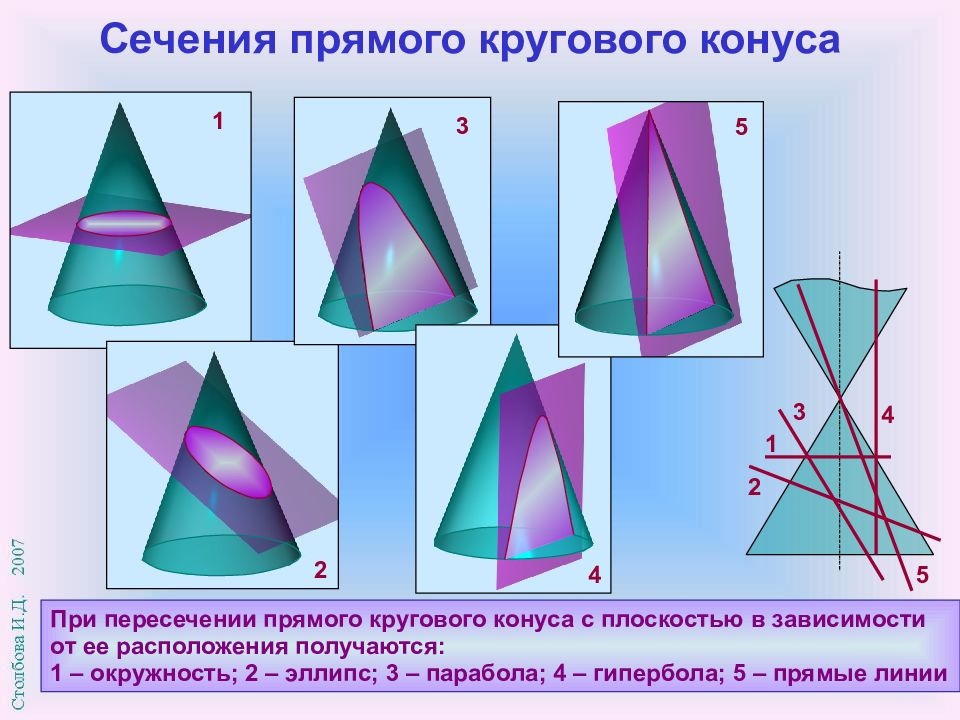 Сечения прямого кругового конуса
1
3
5
2
4
3
4
1
2
5
При пересечении прямого кругового конуса с плоскостью в зависимости
от ее расположения получаются:
1 – окружность; 2 – эллипс; 3 – парабола; 4 – гипербола; 5 – прямые линии
Столбова И.Д. 2007